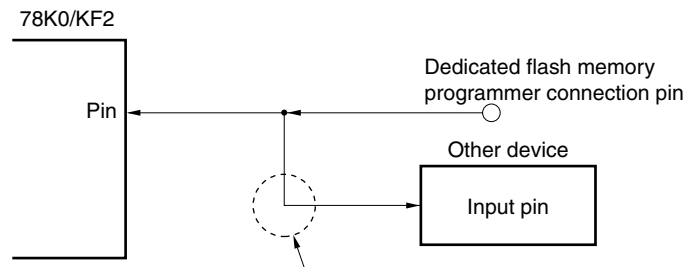 78K0/KF2
Dedicated flash memory
programmer connection pin
Pin
Other device
Input pin